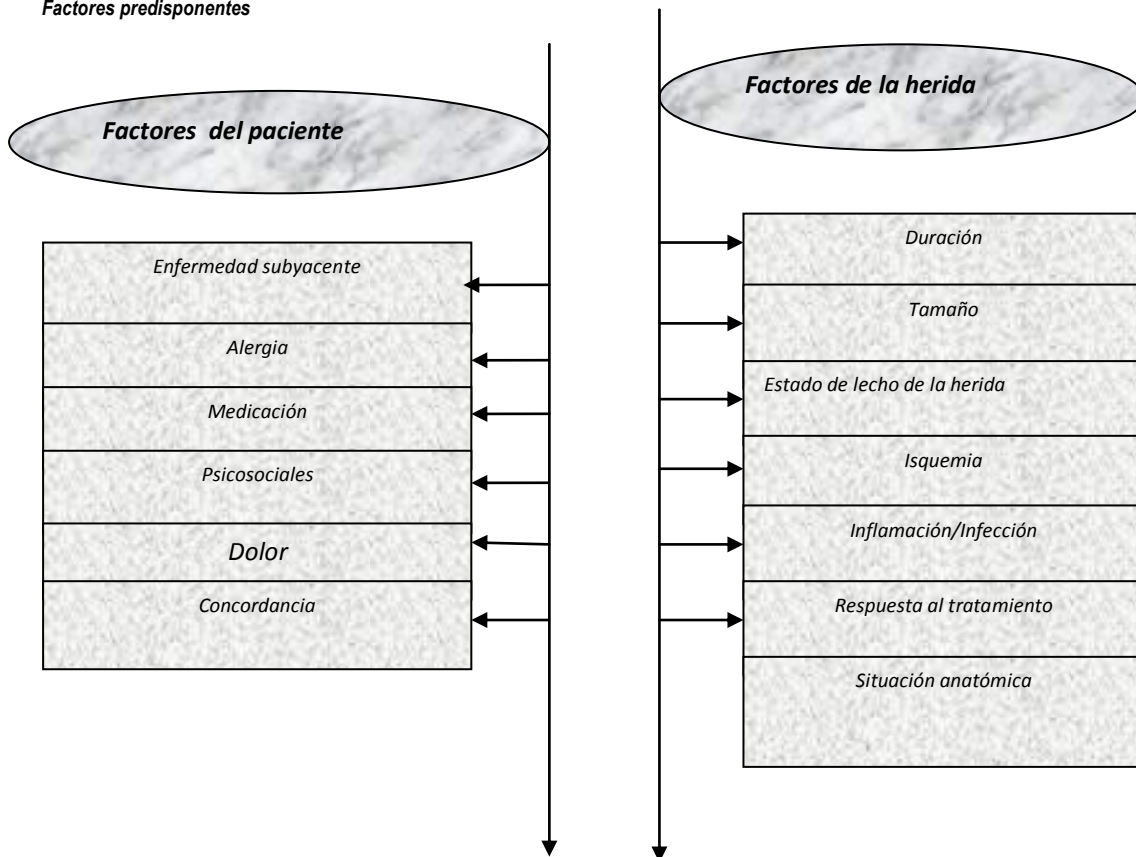 Factores predisponentes
Factores del paciente
Enfermedad subyacente
Alergia
Medicación
Psicosociales
Dolor
Concordancia
Factores de la herida
Duración
Tamaño
Estado de lecho de la herida
Isquemia
Inflamación/Infección
Respuesta al tratamiento
Situación anatómica